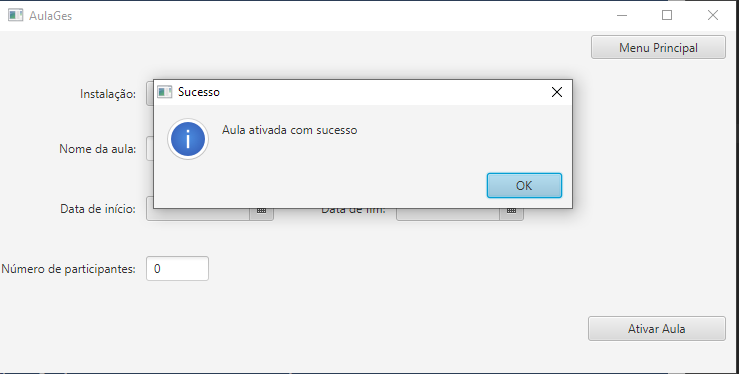 AulaGes
Menu Principal
Instalação:
Sucesso
Aula ativada com sucesso
OK
Nome da aula:
Data de início:
Data de fim:
Número de participantes:
0
Ativar Aula